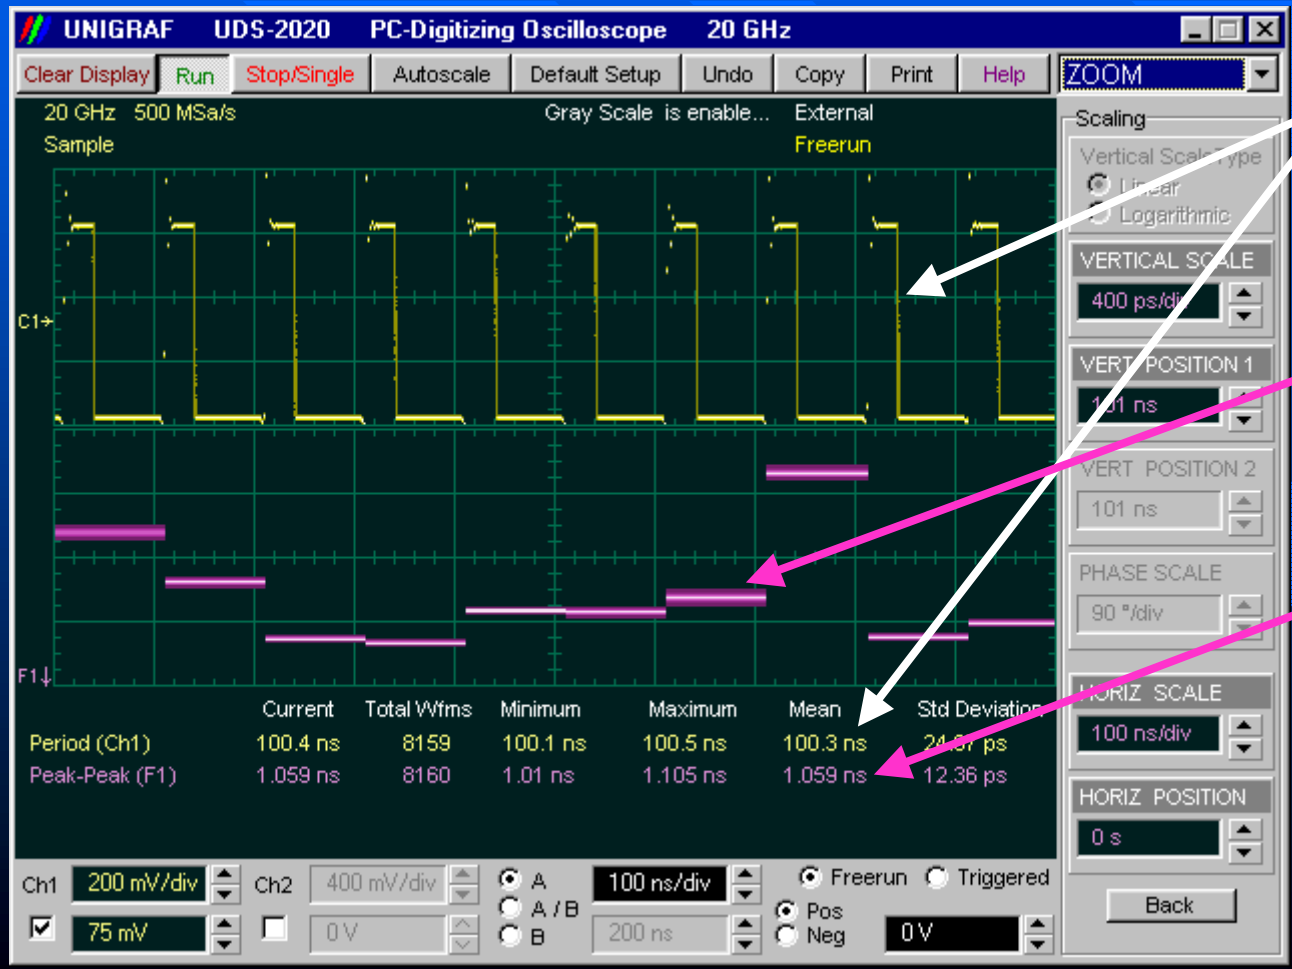 UNIGRAF UDS-2020 PC-Digitizing Oscilloscope 20 GHz
Clear Display Run Stop/Single Autoscale Default Setup Undo Copy Print Help ZOOM
20 GHz 500 MSa/s Gray Scale is enable... External
Sample Freerun
Scaling
Vertical Scale Type
Linear
Logarithmic
VERTICAL SCALE
400 ps/div
C1
VERT POSITION 1
101 ns
VERT POSITION 2
101 ns
PHASE SCALE
90 °/div
F1
HORIZ SCALE
100 ns/div
HORIZ POSITION
0 s
Back
Current Total Wfms Minimum Maximum Mean Std Deviation
Period (Ch1) 100.4 ns 8159 100.1 ns 100.5 ns 100.3 ns ps
Peak-Peak (F1) 1.059 ns 8160 1.01 ns 1.105 ns 1.059 ns 12.36 ps
Ch1 200 mV/div Ch2 400 mV/div A 100 ns/div Freerun Triggered
A / B Pos
75 mV 0 V B 200 ns Neg 0 V